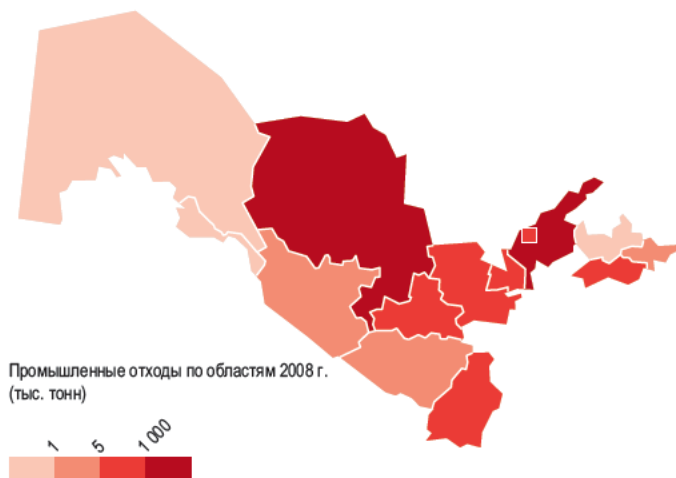 Промышленные отходы по областям 2008 г.
(тыс. тонн)
1 5 1 000